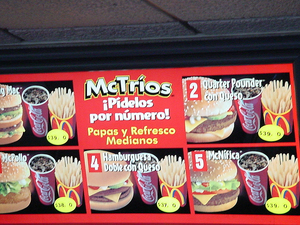 McTríos
¡Pídelos
por número!
Papas y Refresco
Medianos
2 Quarter Pounder
con Queso
McPollo
4 Hamburguesa
Doble con Queso
5 McNífica